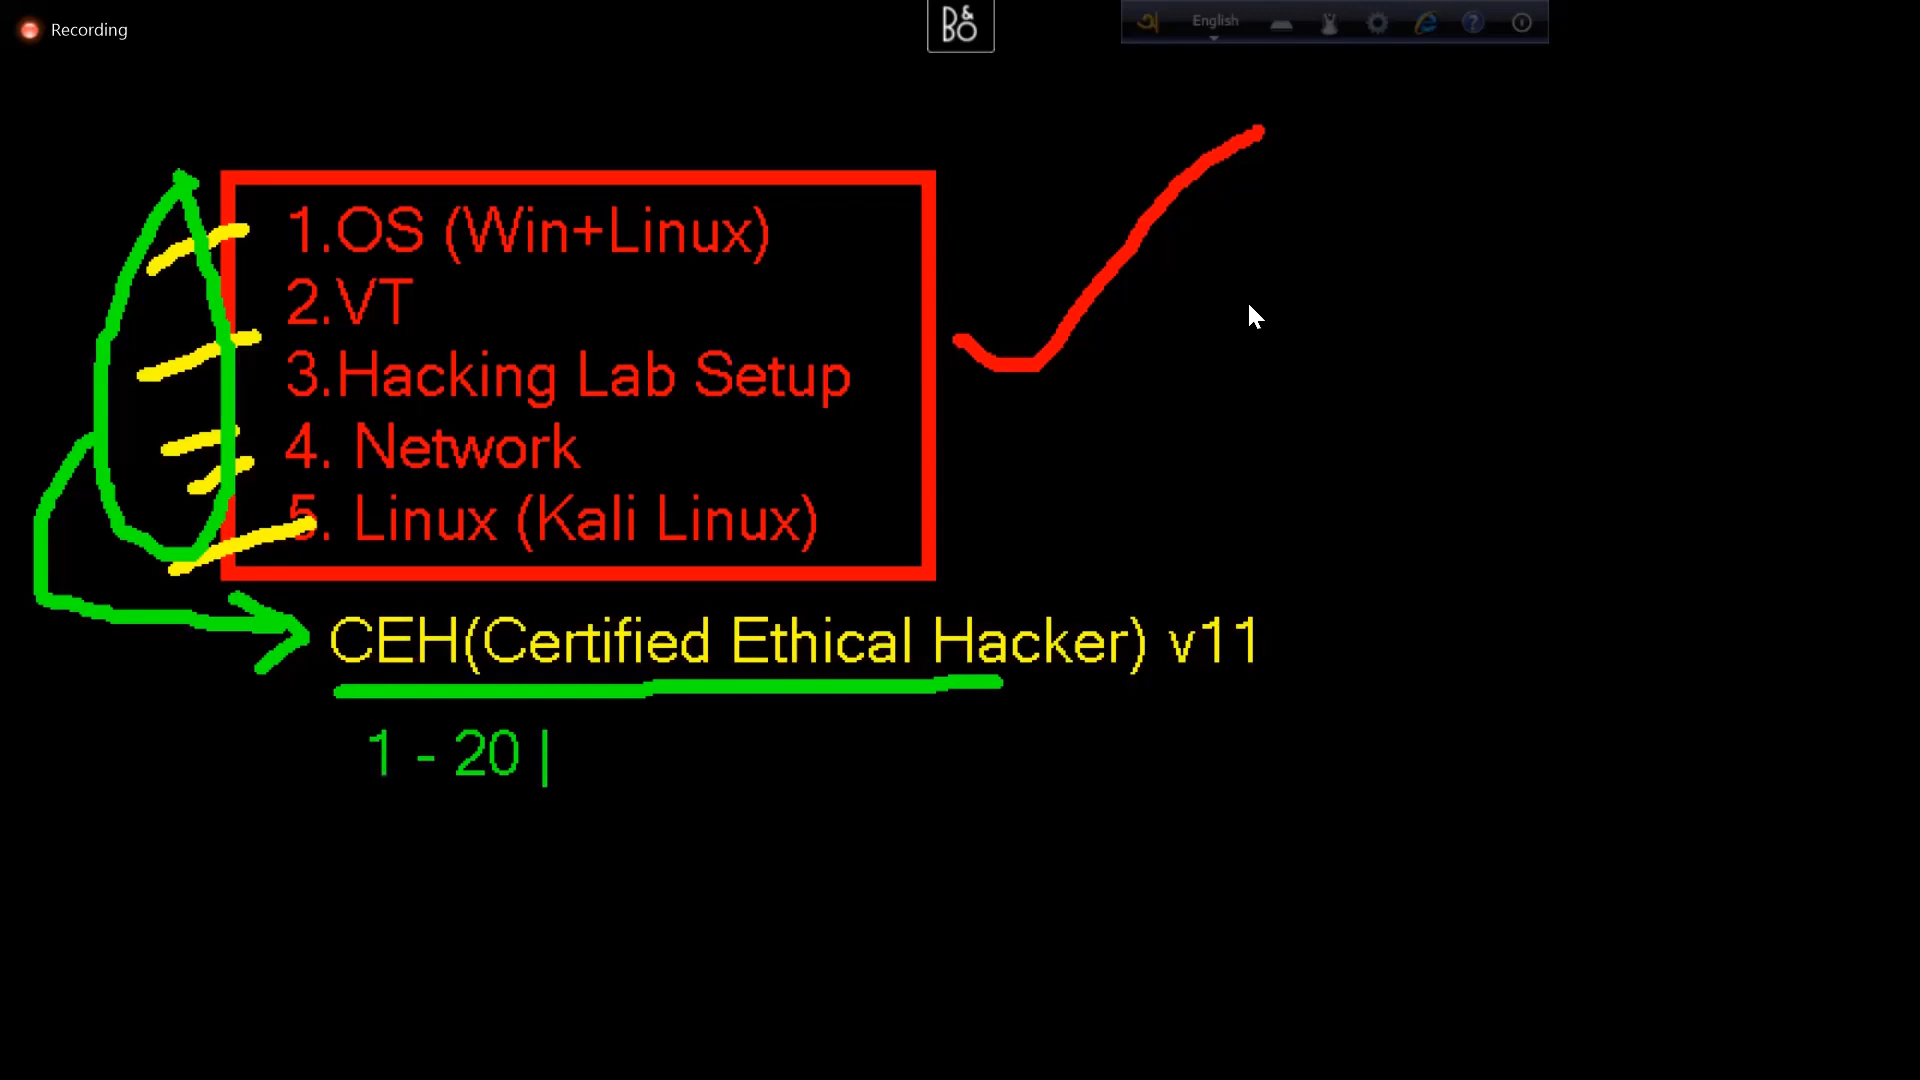 Recording
B&O
English
1.OS (Win+Linux)
2.VT
3.Hacking Lab Setup
4. Network
5. Linux (Kali Linux)
CEH(Certified Ethical Hacker) v11
1 - 20 |